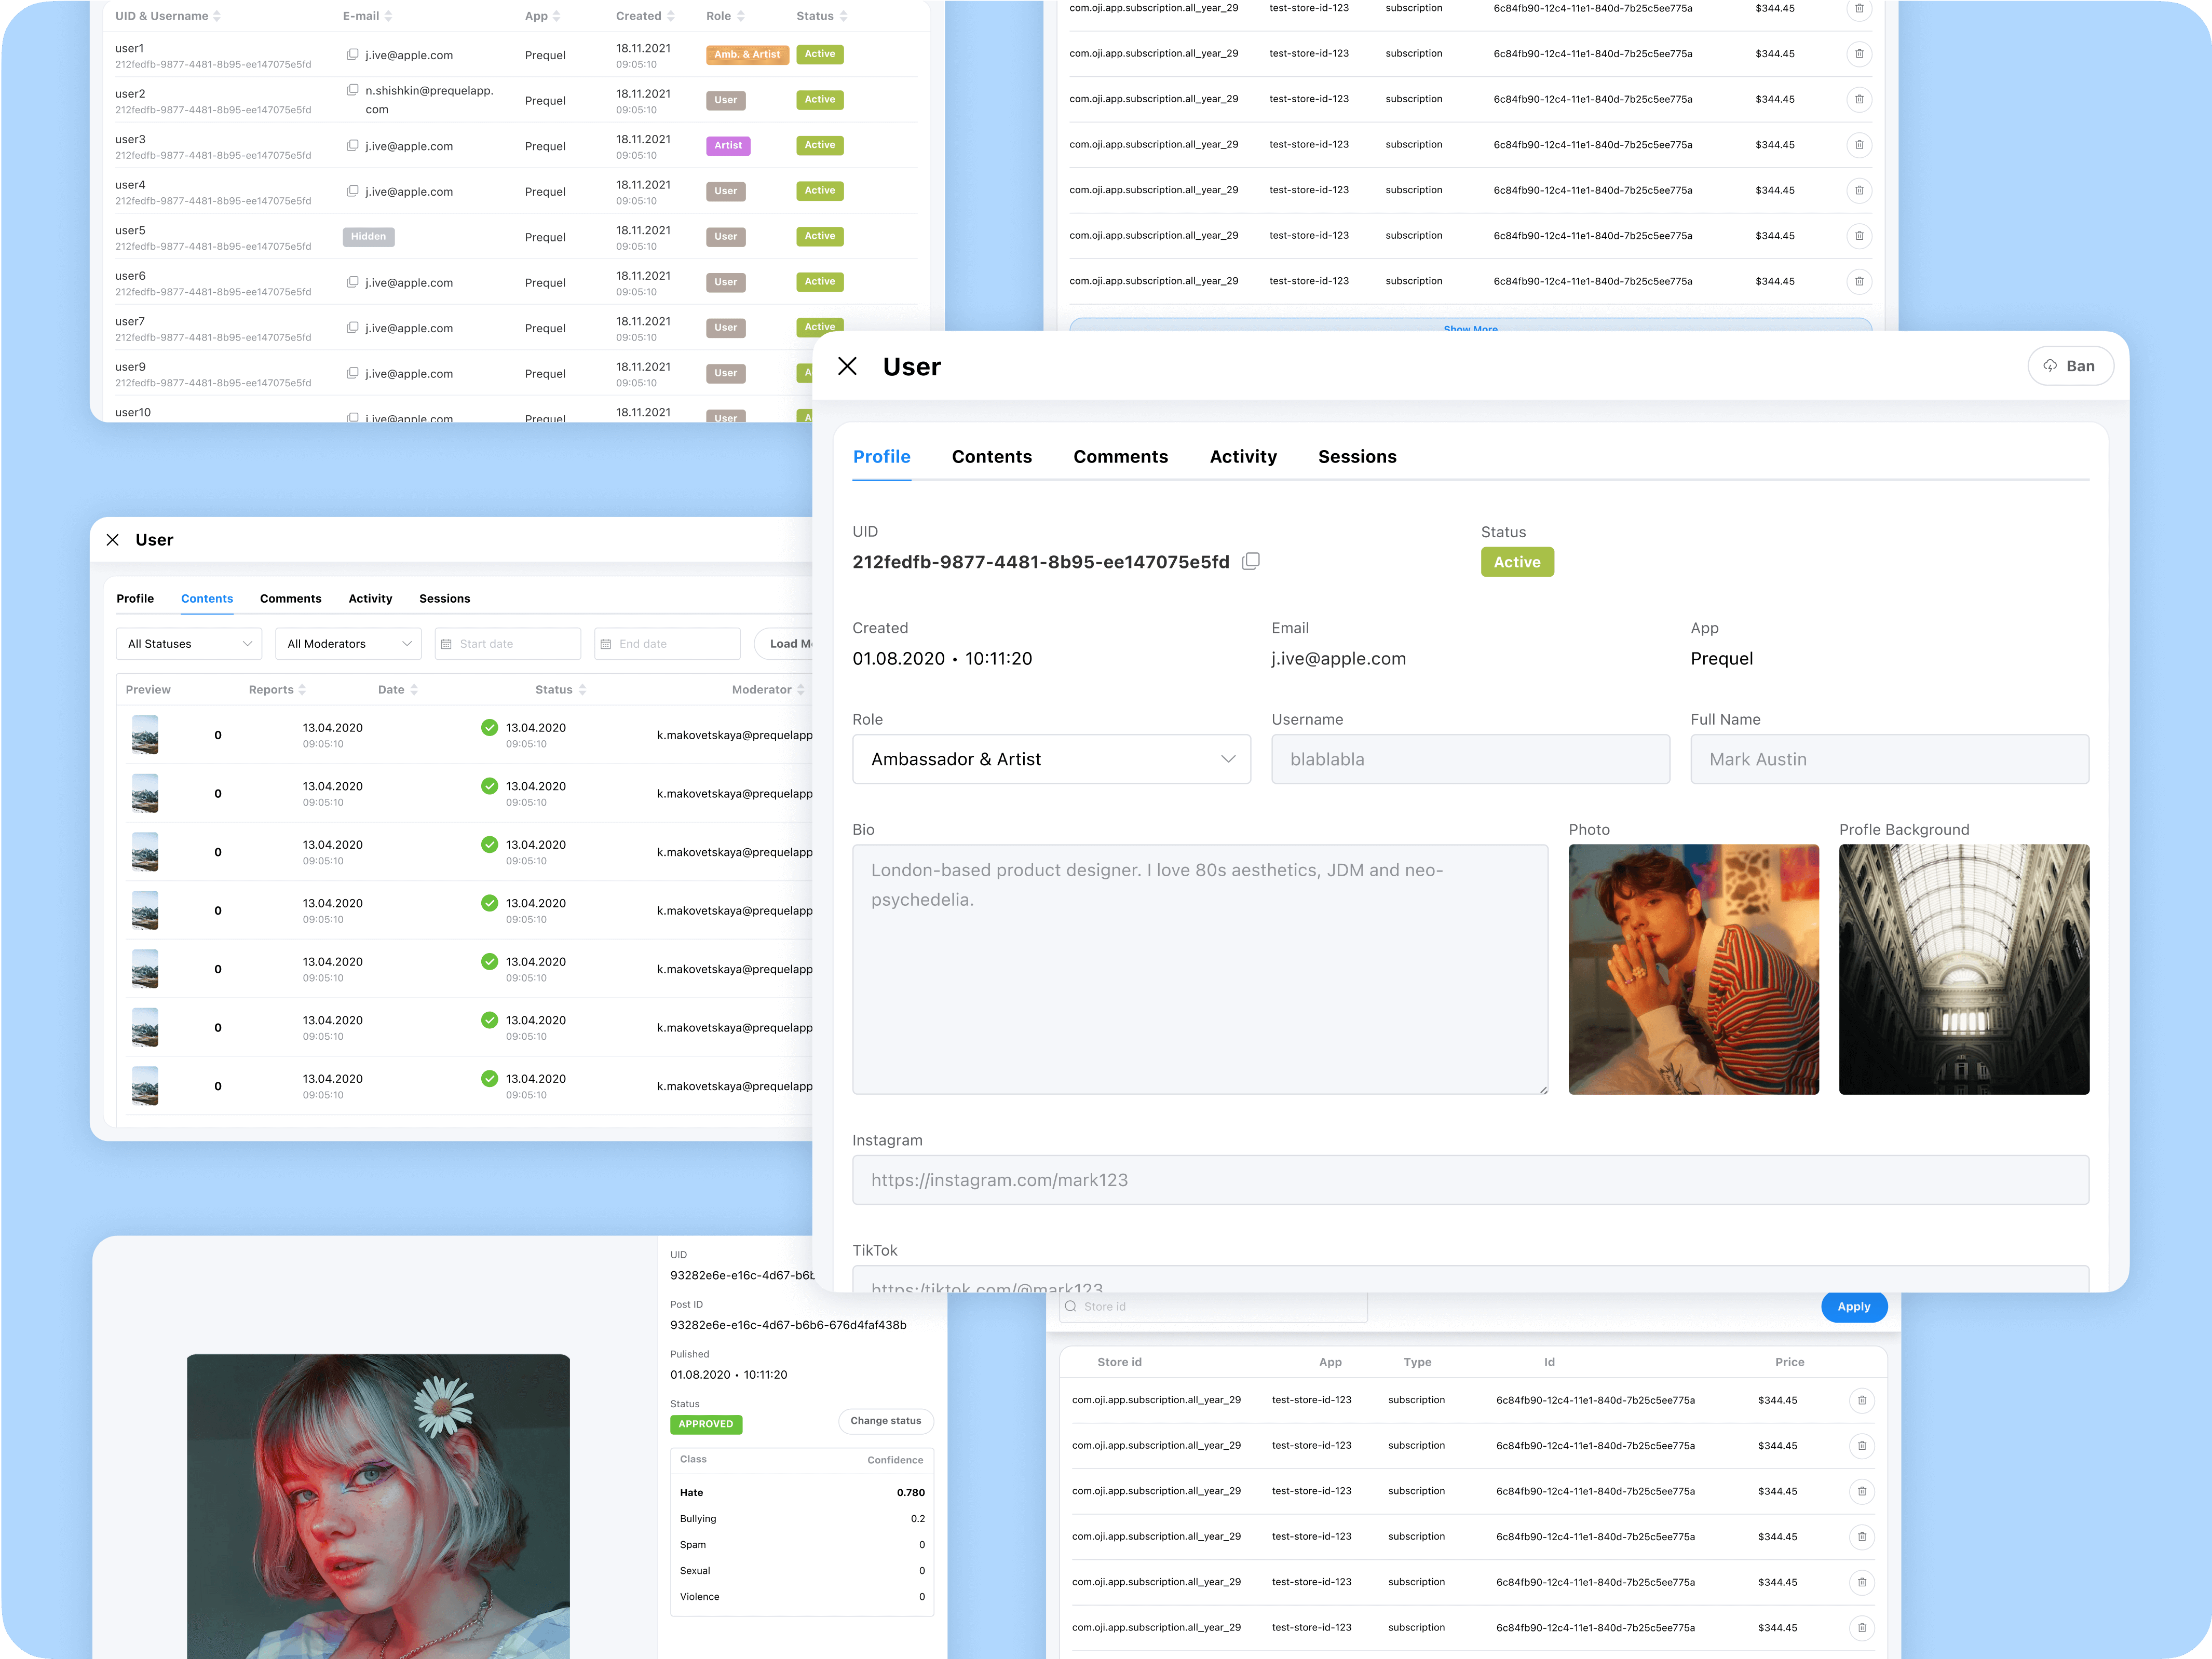 UID & Username E-mail App Created Role Status
user1 j.ive@apple.com Prequel 18.11.2021 Amb. & Artist Active
212fedfb-9877-4481-8b95-ee147075e5fd 09:05:10
user2 n.shishkin@prequelapp. Prequel 18.11.2021 User Active
212fedfb-9877-4481-8b95-ee147075e5fd com 09:05:10
user3 j.ive@apple.com Prequel 18.11.2021 Artist Active
212fedfb-9877-4481-8b95-ee147075e5fd 09:05:10
user4 j.ive@apple.com Prequel 18.11.2021 User Active
212fedfb-9877-4481-8b95-ee147075e5fd 09:05:10
user5 Hidden Prequel 18.11.2021 User Active
212fedfb-9877-4481-8b95-ee147075e5fd 09:05:10
user6 j.ive@apple.com Prequel 18.11.2021 User Active
212fedfb-9877-4481-8b95-ee147075e5fd 09:05:10
user7 j.ive@apple.com Prequel 18.11.2021 User Active
212fedfb-9877-4481-8b95-ee147075e5fd 09:05:10
user9 j.ive@apple.com Prequel 18.11.2021 User A
212fedfb-9877-4481-8b95-ee147075e5fd 09:05:10
user10 j.ive@apple.com Prequel 18.11.2021 User A
com.oji.app.subscription.all_year_29 test-store-id-123 subscription 6c84fb90-12c4-11e1-840d-7b25c5ee775a $344.45
com.oji.app.subscription.all_year_29 test-store-id-123 subscription 6c84fb90-12c4-11e1-840d-7b25c5ee775a $344.45
com.oji.app.subscription.all_year_29 test-store-id-123 subscription 6c84fb90-12c4-11e1-840d-7b25c5ee775a $344.45
com.oji.app.subscription.all_year_29 test-store-id-123 subscription 6c84fb90-12c4-11e1-840d-7b25c5ee775a $344.45
com.oji.app.subscription.all_year_29 test-store-id-123 subscription 6c84fb90-12c4-11e1-840d-7b25c5ee775a $344.45
com.oji.app.subscription.all_year_29 test-store-id-123 subscription 6c84fb90-12c4-11e1-840d-7b25c5ee775a $344.45
com.oji.app.subscription.all_year_29 test-store-id-123 subscription 6c84fb90-12c4-11e1-840d-7b25c5ee775a $344.45
Show More
User Ban
Profile Contents Comments Activity Sessions
UID Status
212fedfb-9877-4481-8b95-ee147075e5fd Active
Created Email App
01.08.2020 • 10:11:20 j.ive@apple.com Prequel
Role Username Full Name
Ambassador & Artist blablabla Mark Austin
Bio Photo Profle Background
London-based product designer. I love 80s aesthetics, JDM and neo-
psychedelia.
Instagram
https://instagram.com/mark123
TikTok
https:/tiktok.com/@mark123
User
Profile Contents Comments Activity Sessions
All Statuses All Moderators Start date End date Load M
Preview Reports Date Status Moderator
0 13.04.2020 13.04.2020 k.makovetskaya@prequelapp
09:05:10 09:05:10
0 13.04.2020 13.04.2020 k.makovetskaya@prequelapp
09:05:10 09:05:10
0 13.04.2020 13.04.2020 k.makovetskaya@prequelapp
09:05:10 09:05:10
0 13.04.2020 13.04.2020 k.makovetskaya@prequelapp
09:05:10 09:05:10
0 13.04.2020 13.04.2020 k.makovetskaya@prequelapp
09:05:10 09:05:10
0 13.04.2020 13.04.2020 k.makovetskaya@prequelapp
09:05:10 09:05:10
0 13.04.2020 13.04.2020 k.makovetskaya@prequelapp
09:05:10 09:05:10
UID
93282e6e-e16c-4d67-b6b
Post ID
93282e6e-e16c-4d67-b6b6-676d4faf438b
Pulished
01.08.2020 • 10:11:20
Status
APPROVED Change status
Class Confidence
Hate 0.780
Bullying 0.2
Spam 0
Sexual 0
Violence 0
Store id Apply
Store id App Type Id Price
com.oji.app.subscription.all_year_29 test-store-id-123 subscription 6c84fb90-12c4-11e1-840d-7b25c5ee775a $344.45
com.oji.app.subscription.all_year_29 test-store-id-123 subscription 6c84fb90-12c4-11e1-840d-7b25c5ee775a $344.45
com.oji.app.subscription.all_year_29 test-store-id-123 subscription 6c84fb90-12c4-11e1-840d-7b25c5ee775a $344.45
com.oji.app.subscription.all_year_29 test-store-id-123 subscription 6c84fb90-12c4-11e1-840d-7b25c5ee775a $344.45
com.oji.app.subscription.all_year_29 test-store-id-123 subscription 6c84fb90-12c4-11e1-840d-7b25c5ee775a $344.45
com.oji.app.subscription.all_year_29 test-store-id-123 subscription 6c84fb90-12c4-11e1-840d-7b25c5ee775a $344.45